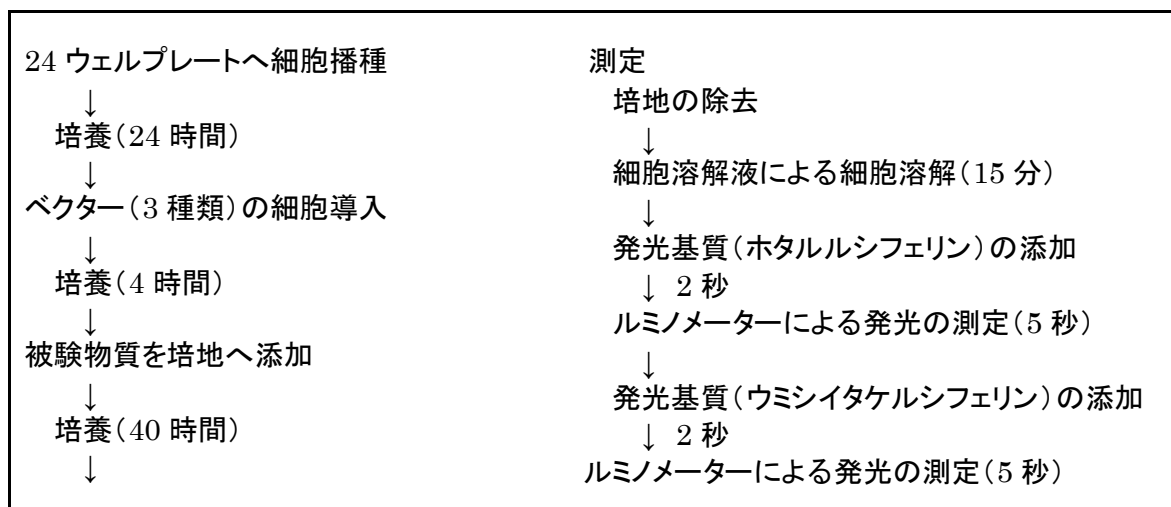 24 ウェルプレートへ細胞播種
↓
培養(24 時間)
↓
ベクター(3 種類)の細胞導入
↓
培養(4 時間)
↓
被験物質を培地へ添加
↓
培養(40 時間)
↓
測定
培地の除去
↓
細胞溶解液による細胞溶解(15 分)
↓
発光基質(ホタルルシフェリン)の添加
↓ 2 秒
ルミノメーターによる発光の測定(5 秒)
↓
発光基質(ウミシイタケルシフェリン)の添加
↓ 2 秒
ルミノメーターによる発光の測定(5 秒)